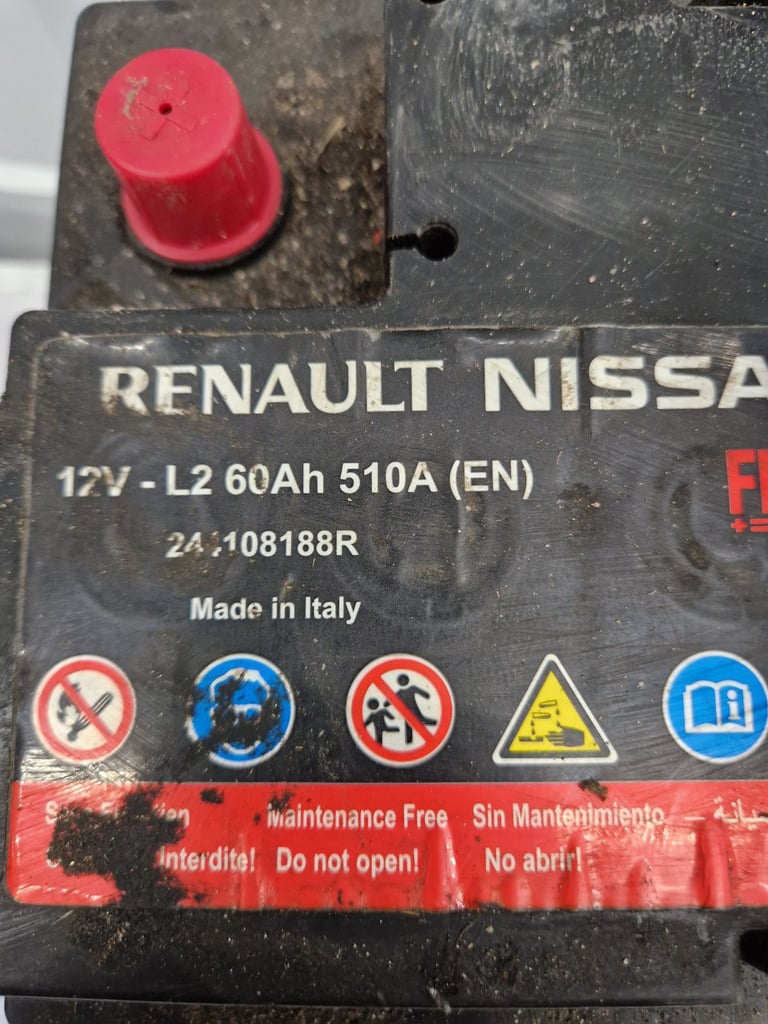 RENAULT NISSA
12V - L2 60Ah 510A (EN)
Made in Italy
Maintenance Free Sin Mantenimiento
Interdite! Do not open! No abrir!